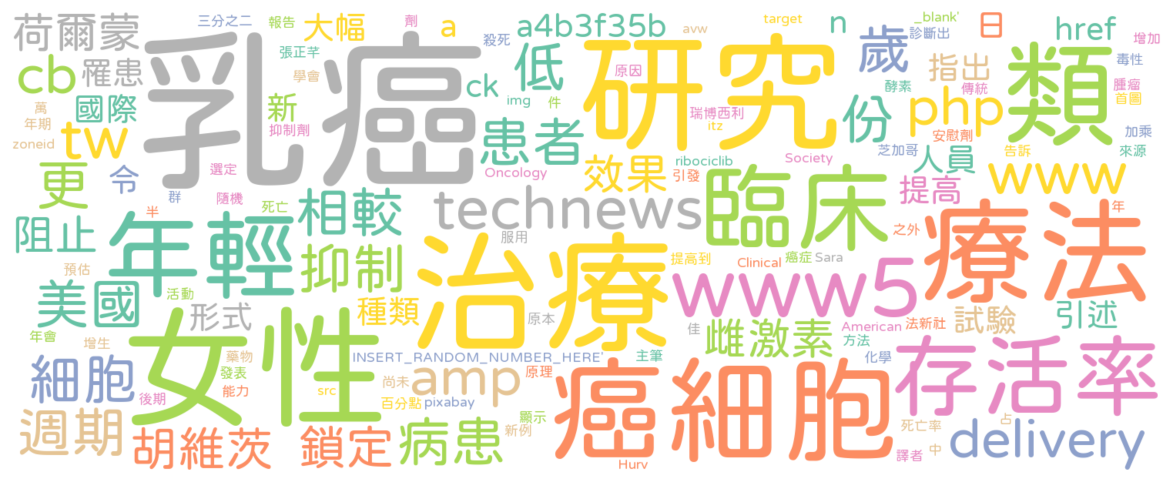 荷爾蒙
三分之二
報告
大幅
a
a4b3f35b
target
avw
n
_blank'
診斷出
日
href
增加
cb
罹患
張正芊
殺死
劑
學會
乳癌
低
研究
原因
歲
指出
毒性
類
腫瘤
首圖
傳統
酵素
萬
年期
國際
新
抑制劑
ck
img
件
瑞博西利
itz
份
php
安慰劑
加乘
tw
zoneid
患者
效果
ribociclib
引發
Society
芝加哥
人員
告訴
來源
更
令
選定
群
隨機
Oncology
臨床
提高
www
阻止
年輕
半
死亡
相較
technews
服用
之外
年
療法
預估
活動
抑制
治療
提高到
Clinical
癌症
Sara
www5
美國
形式
種類
原本
佳
雌激素
American
法新社
方法
試驗
引述
年會
增生
藥物
發表
女性
INSERT_RANDOM_NUMBER_HERE'
主筆
化學
細胞
後期
能力
src
尚未
amp
原理
百分點
pixabay
癌細胞
存活率
週期
胡維茨
鎖定
病患
顯示
新例
Hurv
死亡率
占
中
譯者
delivery